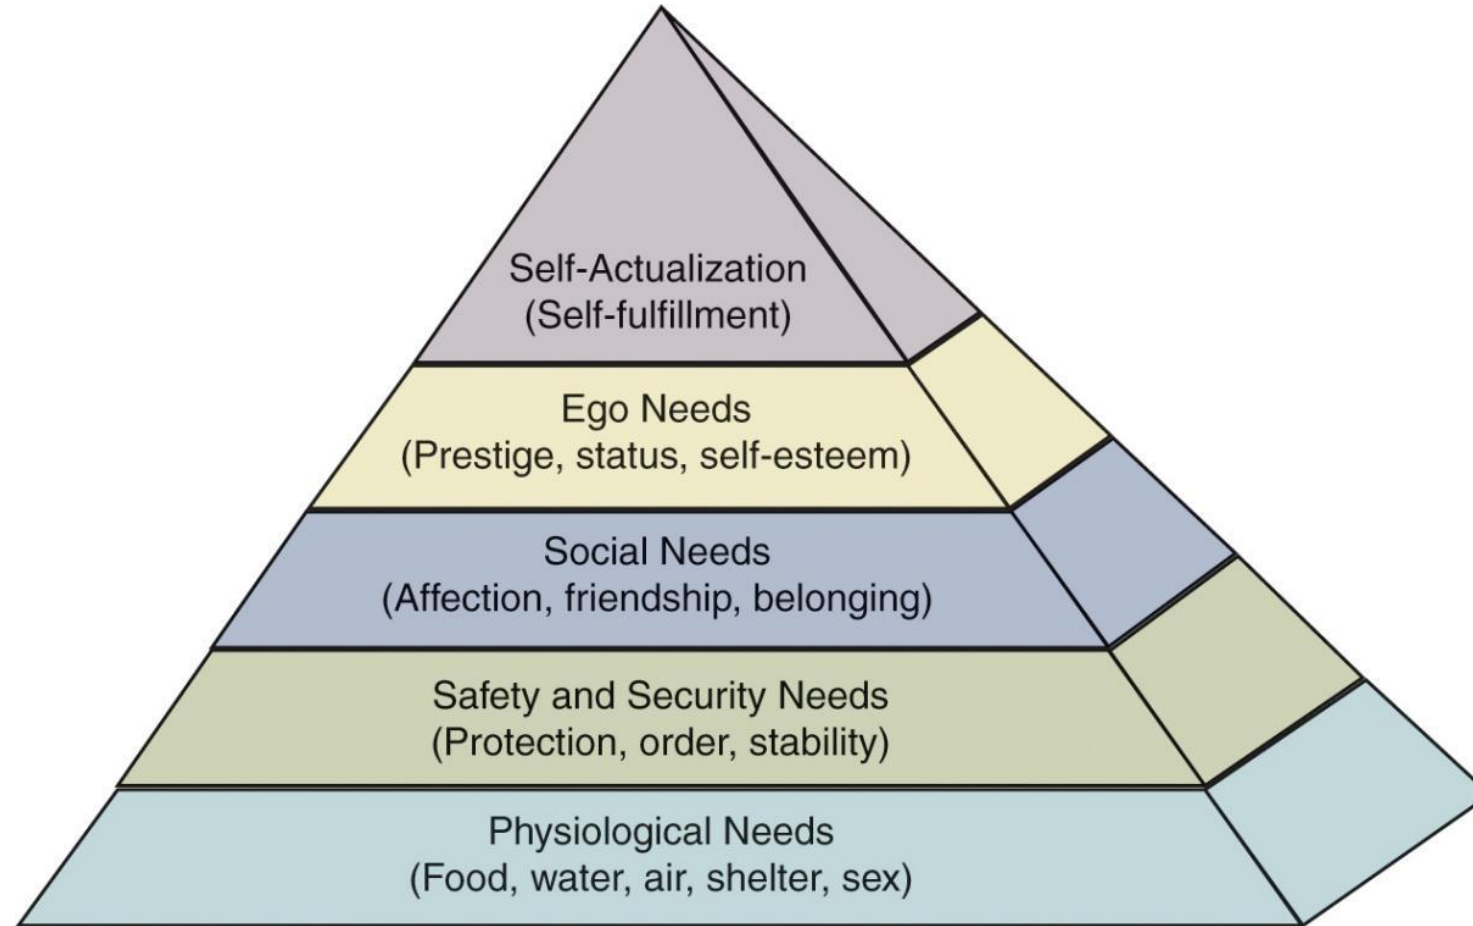 Self-Actualization
(Self-fulfillment)
Ego Needs
(Prestige, status, self-esteem)
Social Needs
(Affection, friendship, belonging)
Safety and Security Needs
(Protection, order, stability)
Physiological Needs
(Food, water, air, shelter, sex)